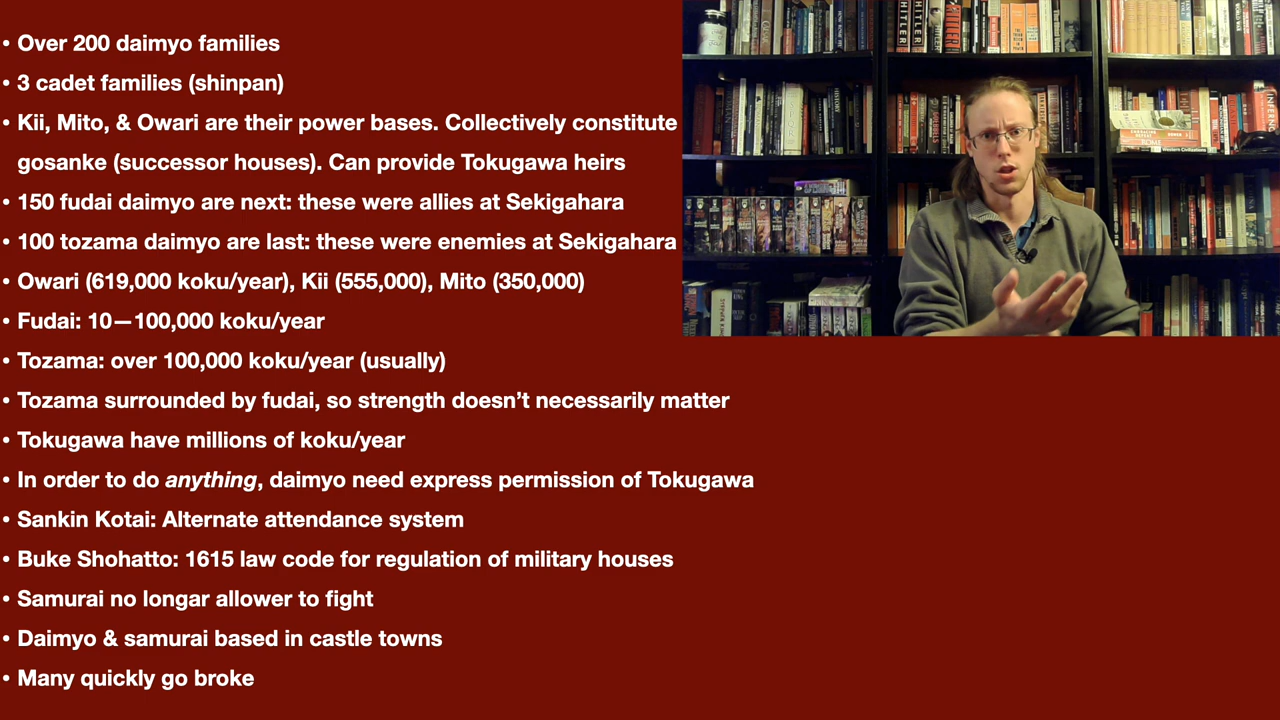 • Over 200 daimyo families
• 3 cadet families (shinpan)
• Kii, Mito, & Owari are their power bases. Collectively constitute
gosanke (successor houses). Can provide Tokugawa heirs
• 150 fudai daimyo are next: these were allies at Sekigahara
• 100 tozama daimyo are last: these were enemies at Sekigahara
• Owari (619,000 koku/year), Kii (555,000), Mito (350,000)
• Fudai: 10—100,000 koku/year
• Tozama: over 100,000 koku/year (usually)
• Tozama surrounded by fudai, so strength doesn’t necessarily matter
• Tokugawa have millions of koku/year
• In order to do anything, daimyo need express permission of Tokugawa
• Sankin Kotai: Alternate attendance system
• Buke Shohatto: 1615 law code for regulation of military houses
• Samurai no longar allower to fight
• Daimyo & samurai based in castle towns
• Many quickly go broke
HITLER
INFERNO
ROME
Western Civilizations